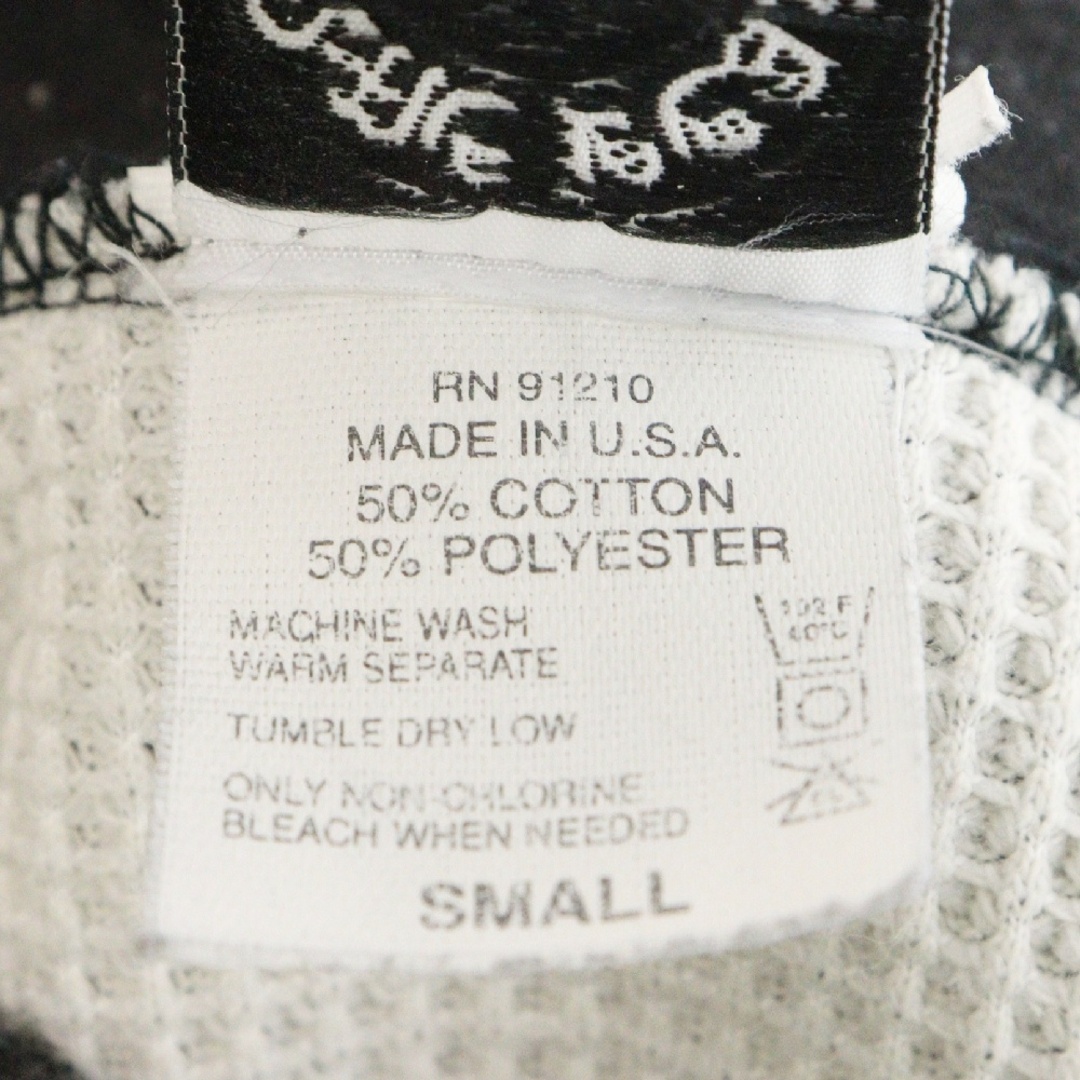 RN 91210
MADE IN U.S.A.
50% COTTON
50% POLYESTER
MACHINE WASH
WARM SEPARATE
TUMBLE DRY LOW
ONLY NON-CHLORINE
BLEACH WHEN NEEDED
SMALL
40°C